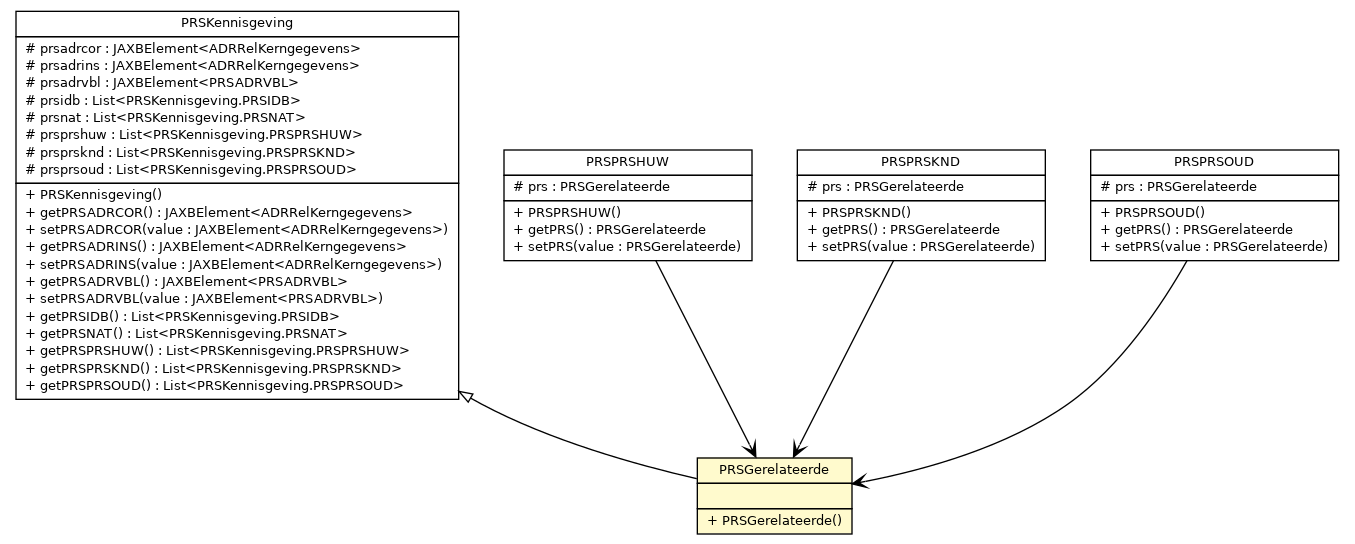 PRSKennisgeving
# prsadrcor : JAXBElement<ADRRelKerngegevens>
# prsadrins : JAXBElement<ADRRelKerngegevens>
# prsadrvbl : JAXBElement<PRSADRVBL>
# prsidb : List<PRSKennisgeving.PRSIDB>
# prsnat : List<PRSKennisgeving.PRSNAT>
# prsprshuw : List<PRSKennisgeving.PRSPRSHUW>
# prsprsknd : List<PRSKennisgeving.PRSPRSKND>
# prsprsoud : List<PRSKennisgeving.PRSPRSOUD>
+ PRSKennisgeving()
+ getPRSADRCOR() : JAXBElement<ADRRelKerngegevens>
+ setPRSADRCOR(value : JAXBElement<ADRRelKerngegevens>)
+ getPRSADRINS() : JAXBElement<ADRRelKerngegevens>
+ setPRSADRINS(value : JAXBElement<ADRRelKerngegevens>)
+ getPRSADRVBL() : JAXBElement<PRSADRVBL>
+ setPRSADRVBL(value : JAXBElement<PRSADRVBL>)
+ getPRSIDB() : List<PRSKennisgeving.PRSIDB>
+ getPRSNAT() : List<PRSKennisgeving.PRSNAT>
+ getPRSPRSHUW() : List<PRSKennisgeving.PRSPRSHUW>
+ getPRSPRSKND() : List<PRSKennisgeving.PRSPRSKND>
+ getPRSPRSOUD() : List<PRSKennisgeving.PRSPRSOUD>
PRSPRSHUW
# prs : PRSGerelateerde
+ PRSPRSHUW()
+ getPRS() : PRSGerelateerde
+ setPRS(value : PRSGerelateerde)
PRSPRSKND
# prs : PRSGerelateerde
+ PRSPRSKND()
+ getPRS() : PRSGerelateerde
+ setPRS(value : PRSGerelateerde)
PRSPRSOUD
# prs : PRSGerelateerde
+ PRSPRSOUD()
+ getPRS() : PRSGerelateerde
+ setPRS(value : PRSGerelateerde)
PRSGerelateerde
+ PRSGerelateerde()